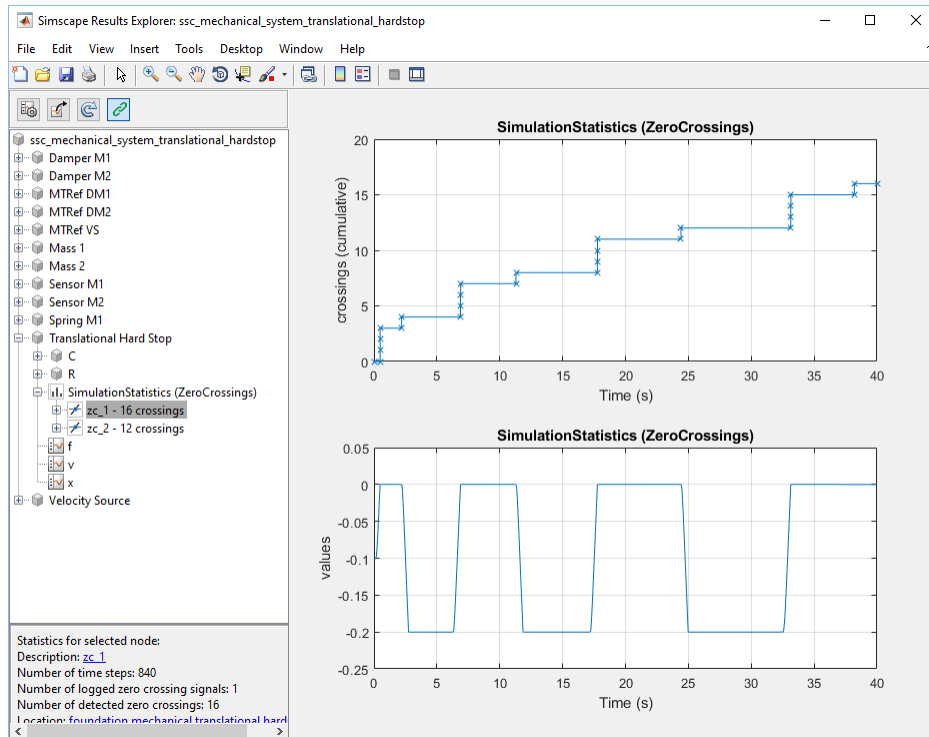 Simscape Results Explorer: ssc_mechanical_system_translational_hardstop
File Edit View Insert Tools Desktop Window Help
ssc_mechanical_system_translational_hardstop
Damper M1
Damper M2
MTRef DM1
MTRef DM2
MTRef VS
Mass 1
Mass 2
Sensor M1
Sensor M2
Spring M1
Translational Hard Stop
C
R
SimulationStatistics (ZeroCrossings)
zc_1 - 16 crossings
zc_2 - 12 crossings
f
v
x
Velocity Source
Statistics for selected node:
Description: zc_1
Number of time steps: 840
Number of logged zero crossing signals: 1
Number of detected zero crossings: 16
Location: foundation.mechanical.translational.hard
SimulationStatistics (ZeroCrossings)
crossings (cumulative)
20
15
10
5
0
0 5 10 15 20 25 30 35 40
Time (s)
SimulationStatistics (ZeroCrossings)
values
0.05
0
-0.05
-0.1
-0.15
-0.2
-0.25
0 5 10 15 20 25 30 35 40
Time (s)